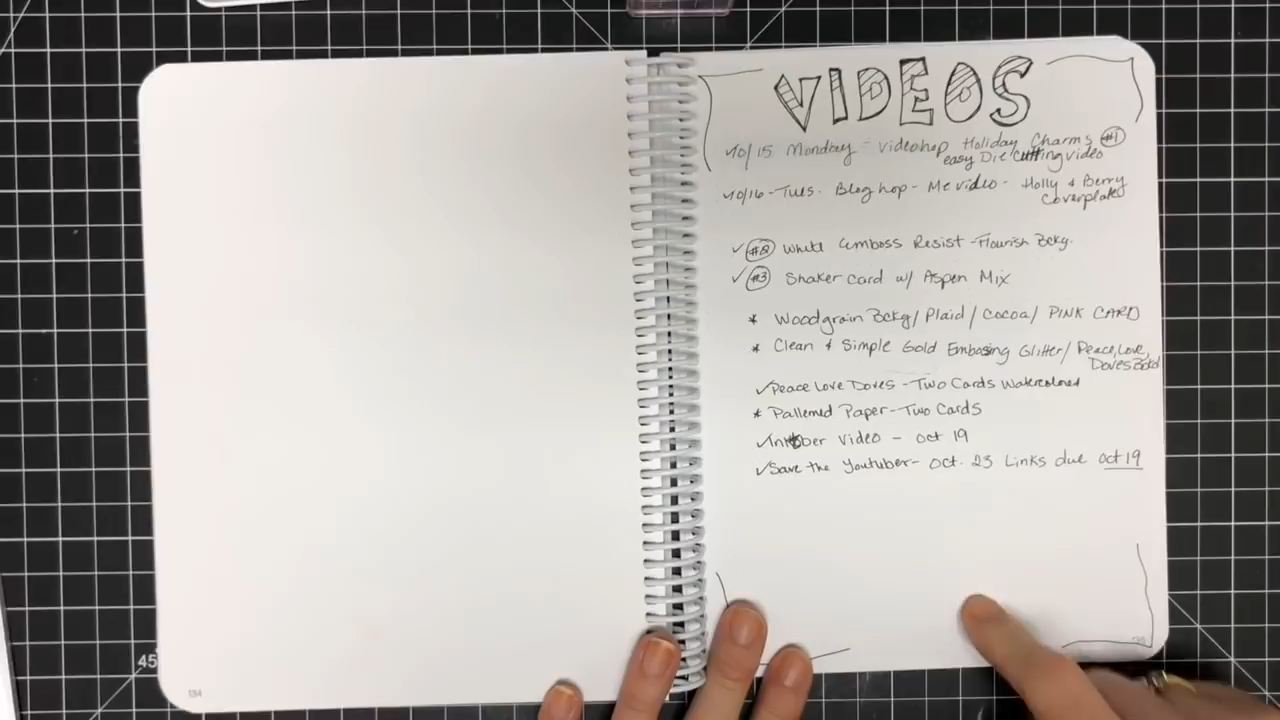 VIDEOS
✓10/15 Monday - videohop Holiday Charms #1
easy Die cutting video
✓10/16 - Tues. Blog hop - Me video - Holly & Berry
Coverplate
✓ #2 White emboss Resist - Flourish Bckg.
✓ #3 Shaker card w/ Aspen Mix
* Woodgrain Bckg / Plaid / Cocoa / PINK CARD
* Clean & Simple Gold Embossing Glitter / Peace, Love,
Doves
✓ Peace Love Doves - Two Cards Watercolored
* Patterned Paper - Two Cards
✓ video - oct 19
✓ Save the Youtuber - Oct. 23 Links due oct 19
134
45